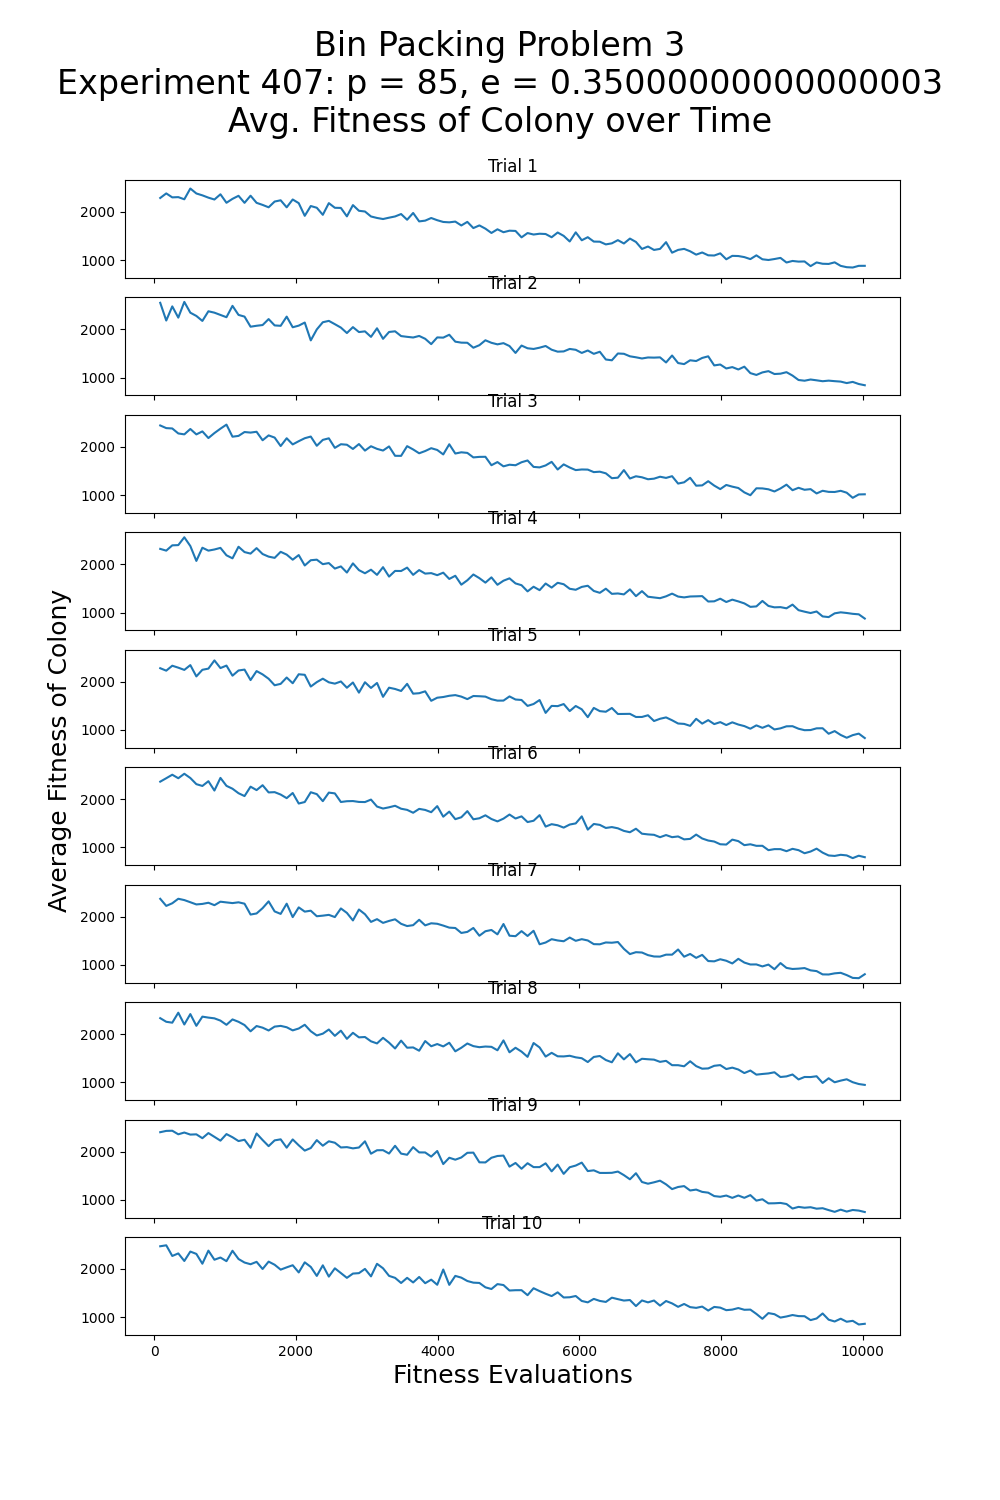 Bin Packing Problem 3
Experiment 407: p = 85, e = 0.35000000000000003
Avg. Fitness of Colony over Time
Trial 1
2000
1000
Trial 2
2000
1000
Trial 3
2000
1000
Trial 4
2000
1000
Trial 5
2000
1000
Trial 6
2000
1000
Trial 7
2000
1000
Trial 8
2000
1000
Trial 9
2000
1000
Trial 10
2000
1000
0 2000 4000 6000 8000 10000
Fitness Evaluations
Average Fitness of Colony